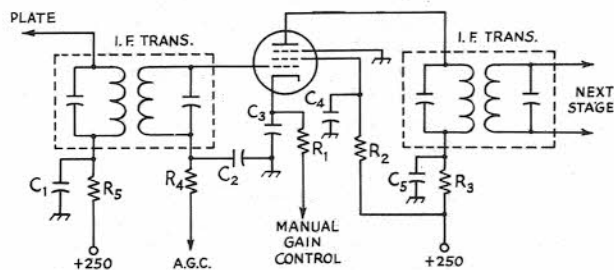 PLATE
I.F. TRANS.
I.F. TRANS.
C3
C4
NEXT
STAGE
C1
R5
R4
C2
R1
R2
C5
R3
+250
A.G.C.
MANUAL
GAIN
CONTROL
+250